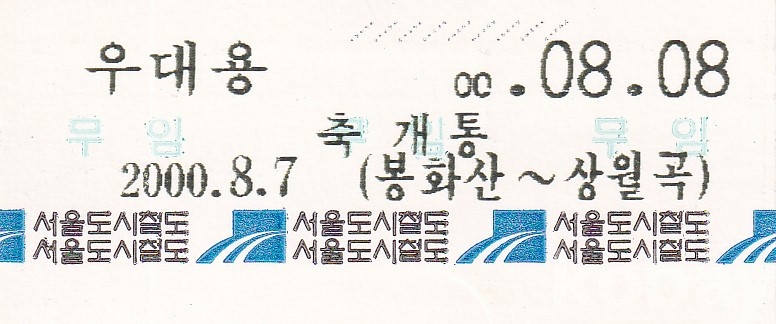 우대용 00.08.08
무임 무임 무임
축 개통
2000.8.7 (봉화산~상월곡)
서울도시철도 서울도시철도 서울도시철도
서울도시철도 서울도시철도 서울도시철도